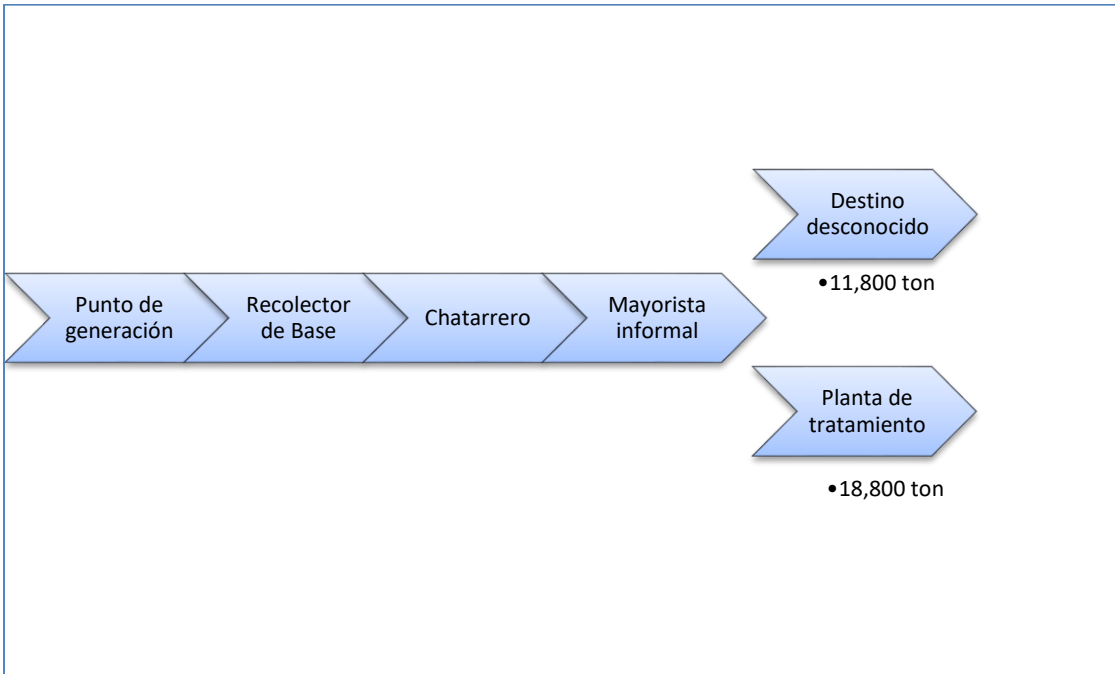 Punto de
generación
Recolector
de Base
Chatarrero
Mayorista
informal
Destino
desconocido
•11,800 ton
Planta de
tratamiento
•18,800 ton